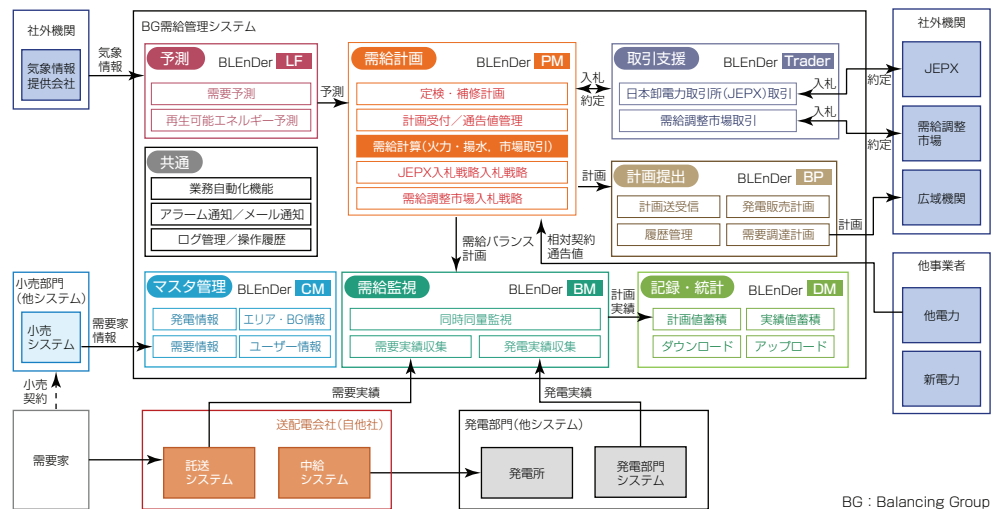 社外機関
気象情報
提供会社
気象
情報
BG需給管理システム
予測
BLEnDer LF
需要予測
再生可能エネルギー予測
予測
共通
業務自動化機能
アラーム通知／メール通知
ログ管理／操作履歴
需給計画
BLEnDer PM
定検・補修計画
計画受付／通告値管理
需給計算(火力・揚水，市場取引)
JEPX入札戦略入札戦略
需給調整市場入札戦略
入札
約定
取引支援
BLEnDer Trader
日本卸電力取引所(JEPX)取引
需給調整市場取引
入札
約定
入札
約定
社外機関
JEPX
需給調整
市場
広域機関
計画
計画提出
BLEnDer BP
計画送受信
発電販売計画
履歴管理
需要調達計画
計画
需給バランス
計画
相対契約
通告値
小売部門
(他システム)
小売
システム
需要家
情報
小売
契約
マスタ管理
BLEnDer CM
発電情報
エリア・BG情報
需要情報
ユーザー情報
需給監視
BLEnDer BM
同時同量監視
需要実績収集
発電実績収集
計画
実績
記録・統計
BLEnDer DM
計画値蓄積
実績値蓄積
ダウンロード
アップロード
他事業者
他電力
新電力
需要実績
発電実績
需要家
送配電会社(自他社)
託送
システム
中給
システム
発電部門(他システム)
発電所
発電部門
システム
BG：Balancing Group